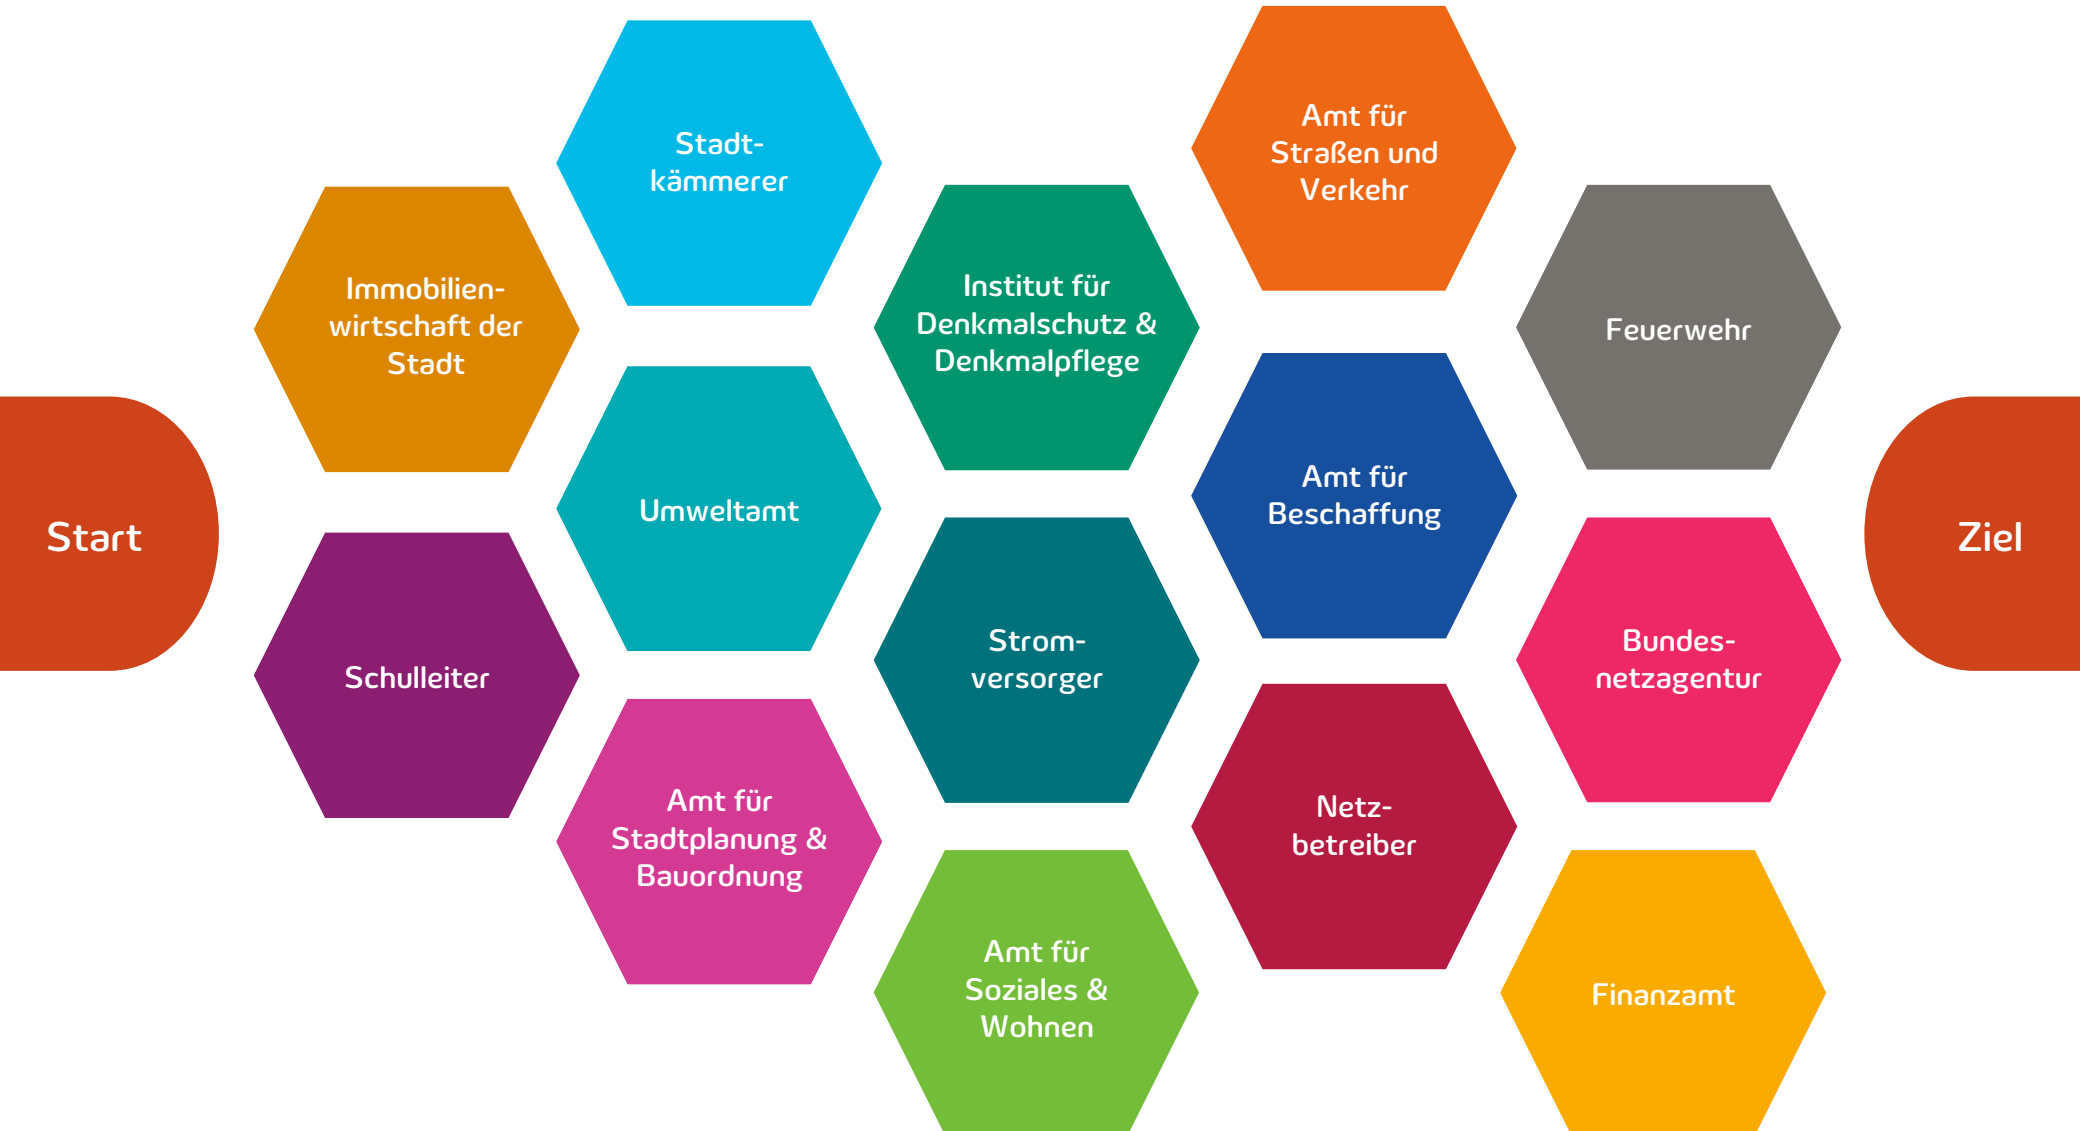 Start
Immobilien-
wirtschaft der
Stadt
Schulleiter
Stadt-
kämmerer
Umweltamt
Amt für
Stadtplanung &
Bauordnung
Institut für
Denkmalschutz &
Denkmalpflege
Strom-
versorger
Amt für
Soziales &
Wohnen
Amt für
Straßen und
Verkehr
Amt für
Beschaffung
Netz-
betreiber
Feuerwehr
Bundes-
netzagentur
Finanzamt
Ziel